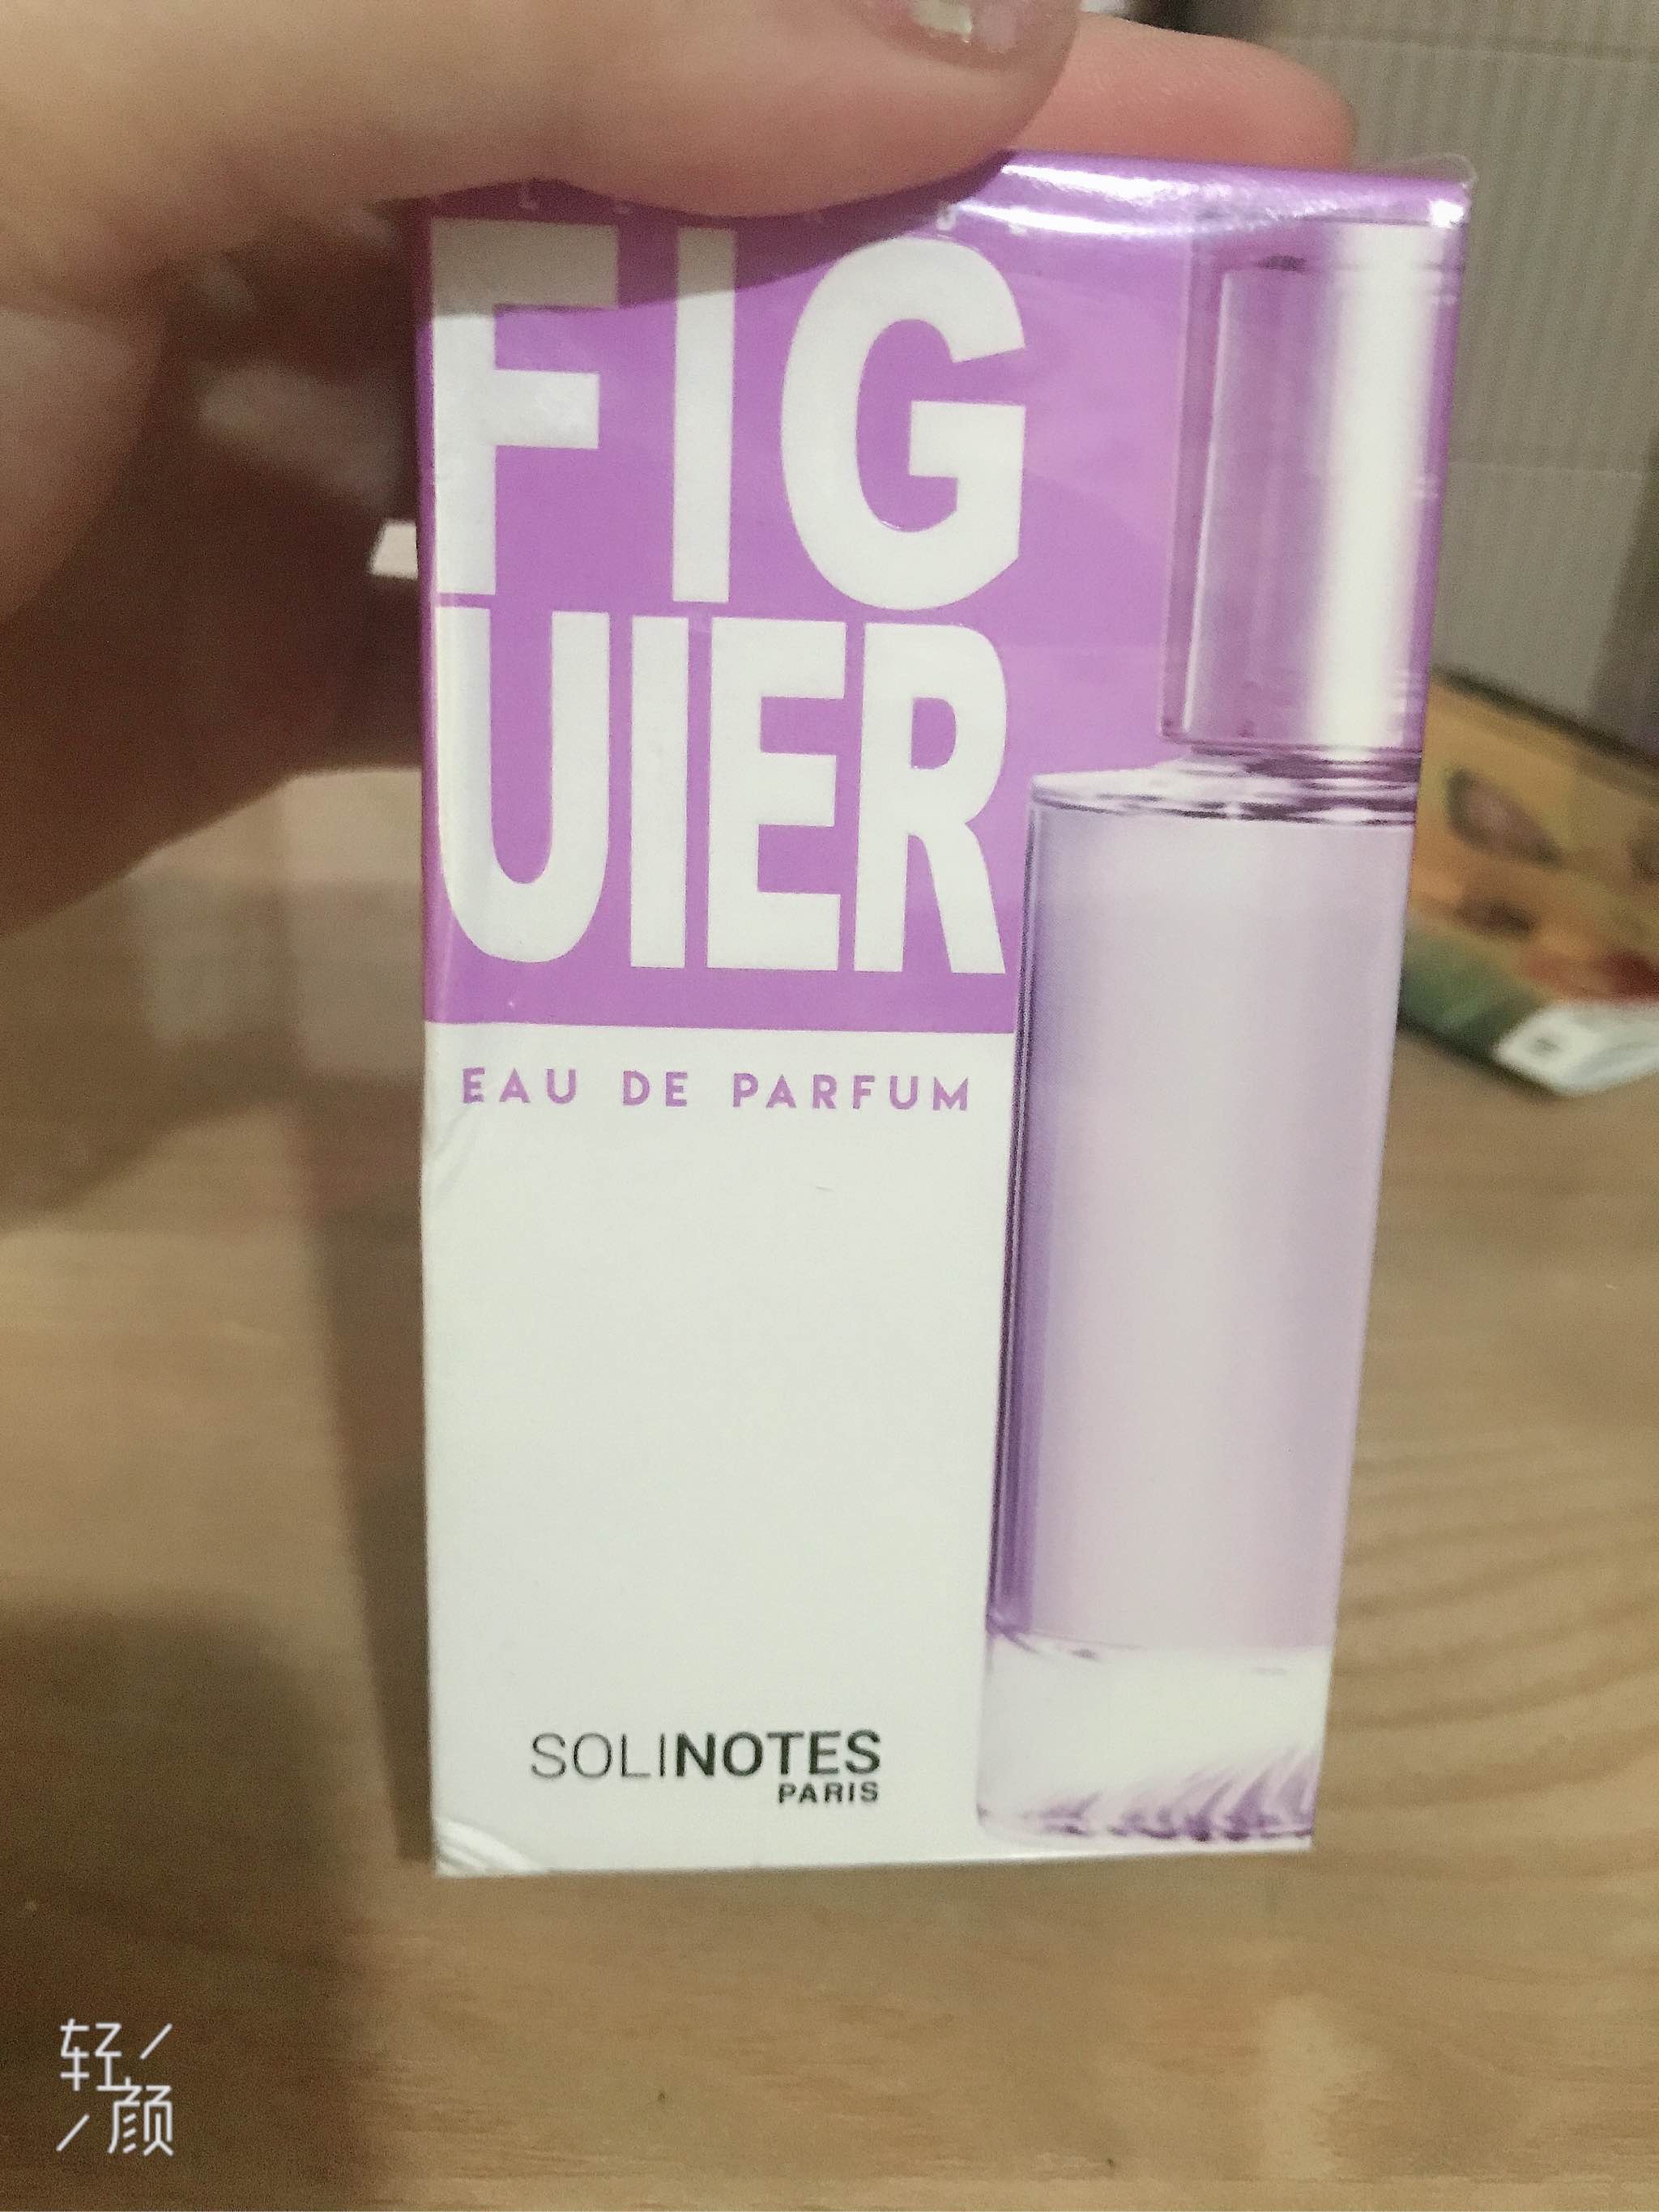 FIG
UIER
EAU DE PARFUM
SOLINOTES
PARIS
轻
颜